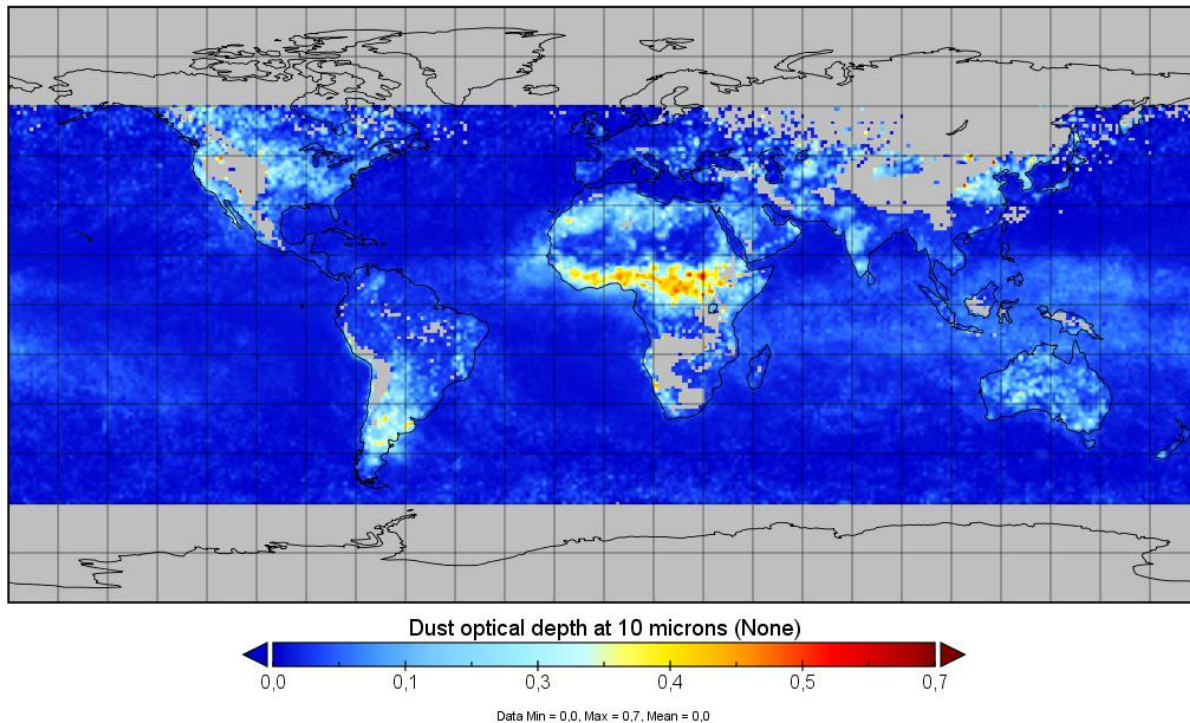 Dust optical depth at 10 microns (None)
0,0 0,1 0,3 0,4 0,5 0,7
Data Min = 0,0, Max = 0,7, Mean = 0,0